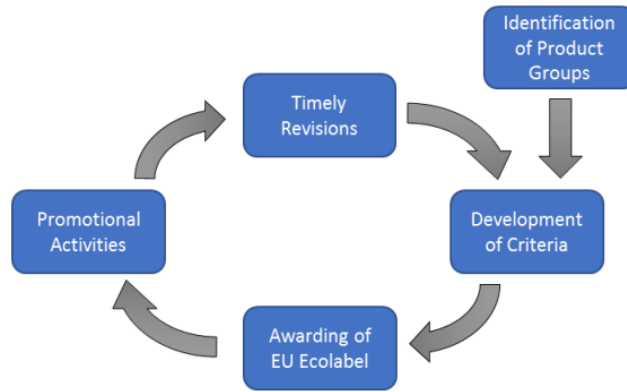 Identification
of Product
Groups
Timely
Revisions
Promotional
Activities
Development
of Criteria
Awarding of
EU Ecolabel